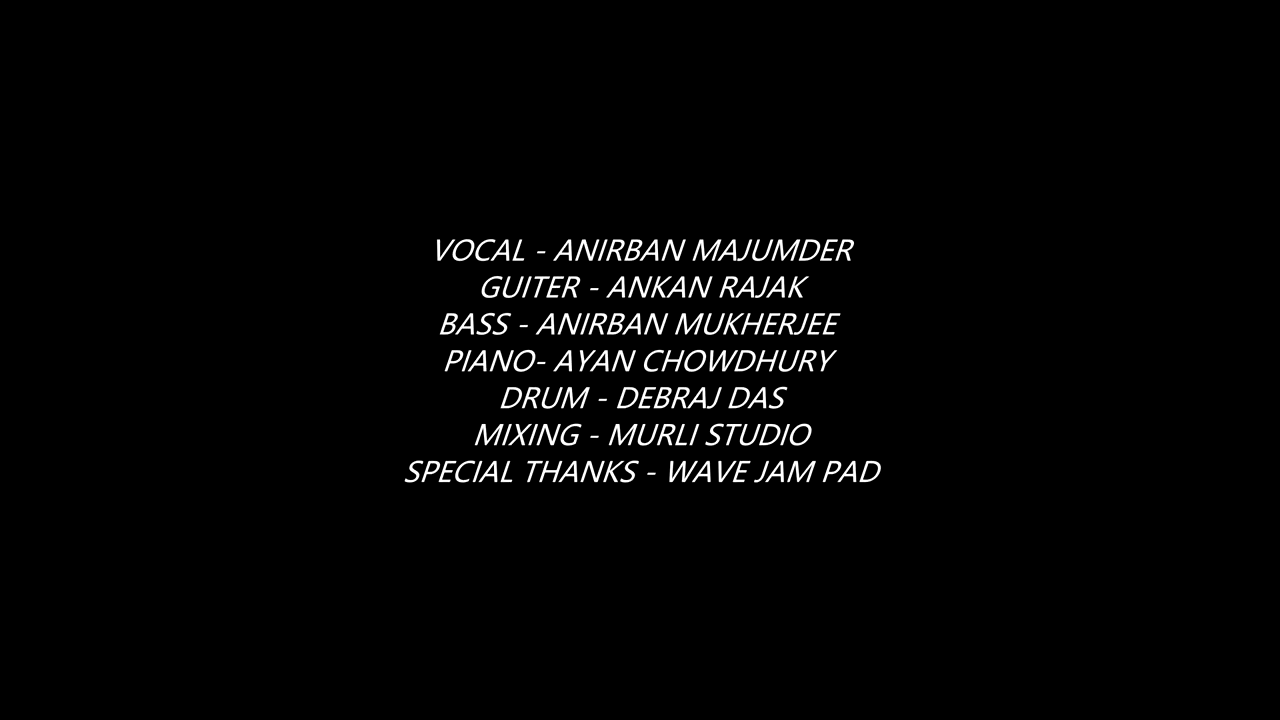 VOCAL - ANIRBAN MAJUMDER
GUITER - ANKAN RAJAK
BASS - ANIRBAN MUKHERJEE
PIANO- AYAN CHOWDHURY
DRUM - DEBRAJ DAS
MIXING - MURLI STUDIO
SPECIAL THANKS - WAVE JAM PAD